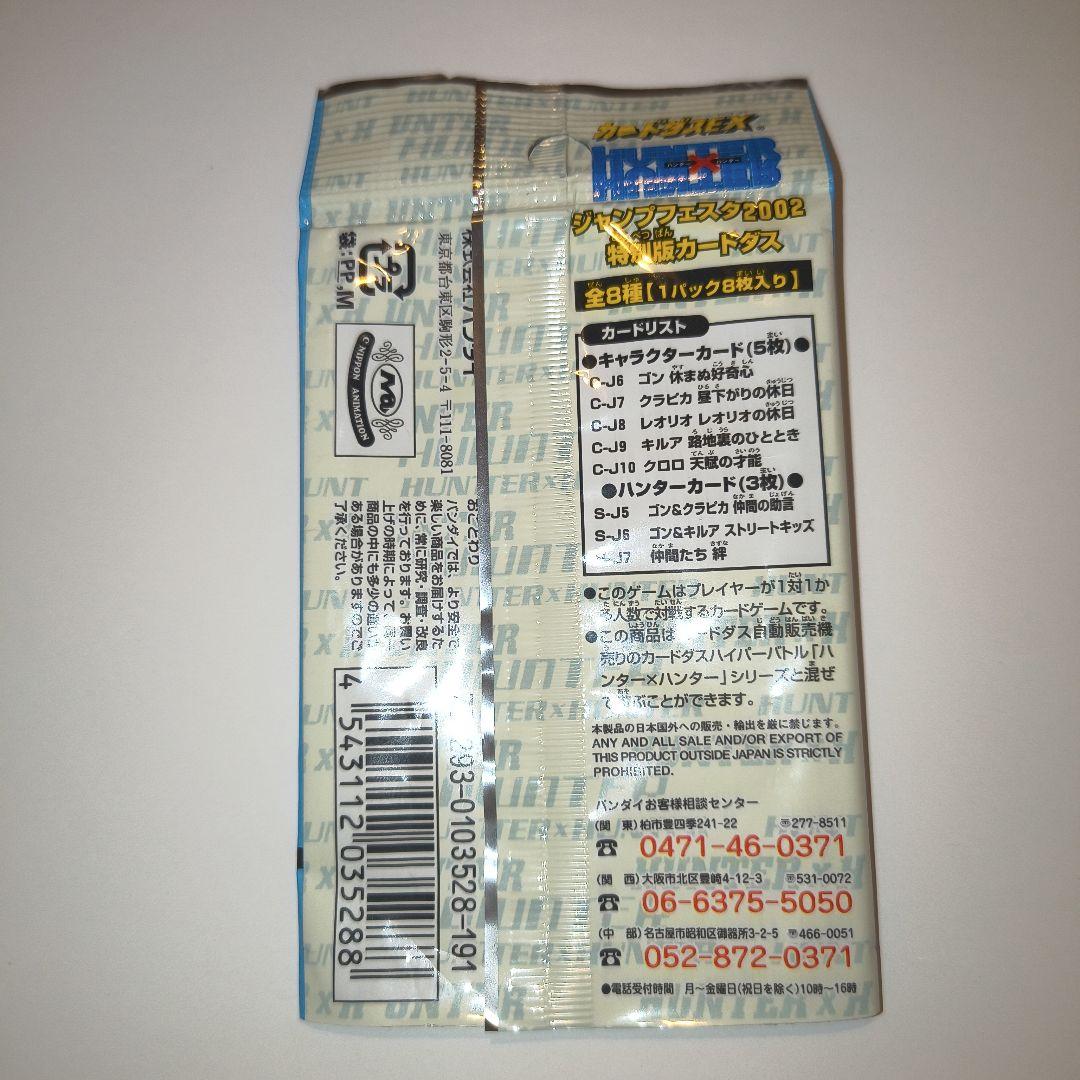 カードダスEX®
HUNTER×HUNTER
ハンター ハンター
ジャンプフェスタ2002
特別版カードダス
全8種【1パック8枚入り】
カードリスト
●キャラクターカード(5枚)●
C-J6 ゴン 休まぬ好奇心
C-J7 クラピカ 昼下がりの休日
C-J8 レオリオ レオリオの休日
C-J9 キルア 路地裏のひととき
C-J10 クロロ 天賦の才能
●ハンターカード(3枚)●
S-J5 ゴン&クラピカ 仲間の助言
S-J6 ゴン&キルア ストリートキッズ
-J7 仲間たち 絆
●このゲームはプレイヤーが1対1か
人数で対戦するカードゲームです。
●この商品は ードダス自動販売機
売りのカードダスハイパーバトル「ハ
ンター×ハンター」シリーズと混ぜ
て ぶことができます。
本製品の日本国外への販売・輸出を厳に禁じます。
ANY AND ALL SALE AND/OR EXPORT OF
THIS PRODUCT OUTSIDE JAPAN IS STRICTLY
PROHIBITED.
バンダイお客様相談センター
(関 東)柏市豊四季241-22 〒277-8511
☎ 0471-46-0371
(関 西)大阪市北区豊崎4-12-3 〒531-0072
☎ 06-6375-5050
(中 部)名古屋市昭和区御器所3-2-5 〒466-0051
☎ 052-872-0371
●電話受付時間 月〜金曜日(祝日を除く)10時〜16時
株式会社バンダイ
東京都台東区駒形2-5-4 〒111-8081
プラ
袋:PP,M
NA
© NIPPON ANIMATION
おことわり
バンダイでは、より安全で
楽しい商品をお届けするた
めに、常に研究・調査・改良
を行っております。お買い
上げの時期によって
商品の中にも多少の違いが
ある場合がありますのでご
了承ください。
293-0103528-191
4 543112 035288